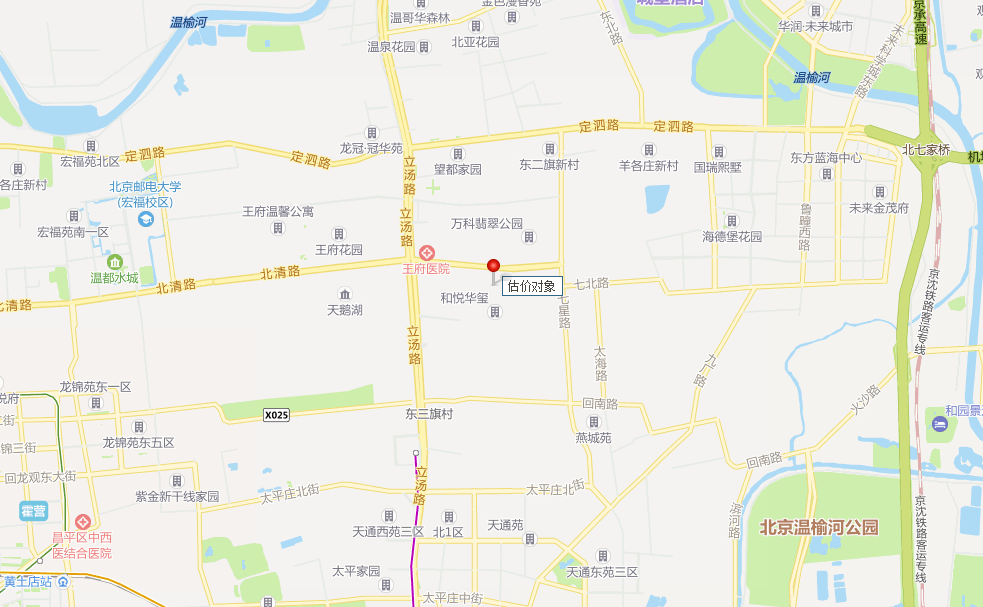 温榆河
温哥华森林
北亚花园
温泉花园
东北路
华润·未来城市
京承高速
未来科学城东路
温榆河
定泗路
定泗路
北七家桥
定泗路
定泗路
龙冠·冠华苑
宏福苑北区
各庄新村
立汤路
望都家园
东二旗新村
羊各庄新村
国瑞熙墅
东方蓝海中心
北京邮电大学
(宏福校区)
未来金茂府
王府温馨公寓
立汤路
万科翡翠公园
鲁疃西路
宏福苑南一区
王府花园
海德堡花园
王府医院
温都水城
北清路
北清路
北清路
估价对象
七北路
和悦华玺
天鹅湖
七星路
京沈铁路客运专线
立汤路
太海路
九广路
龙锦苑东一区
悦府
X025
东三旗村
回南路
火沙路
和园景
燕城苑
龙锦苑东五区
锦三街
回龙观东大街
回南路
立汤路
紫金新干线家园
太平庄北街
太平庄北街
滨河路
京沈铁路客运专线
霍营
昌平区中西
医结合医院
天通西苑三区
北1区
天通苑
北京温榆河公园
太平家园
天通东苑三区
黄土店站
太平庄中街